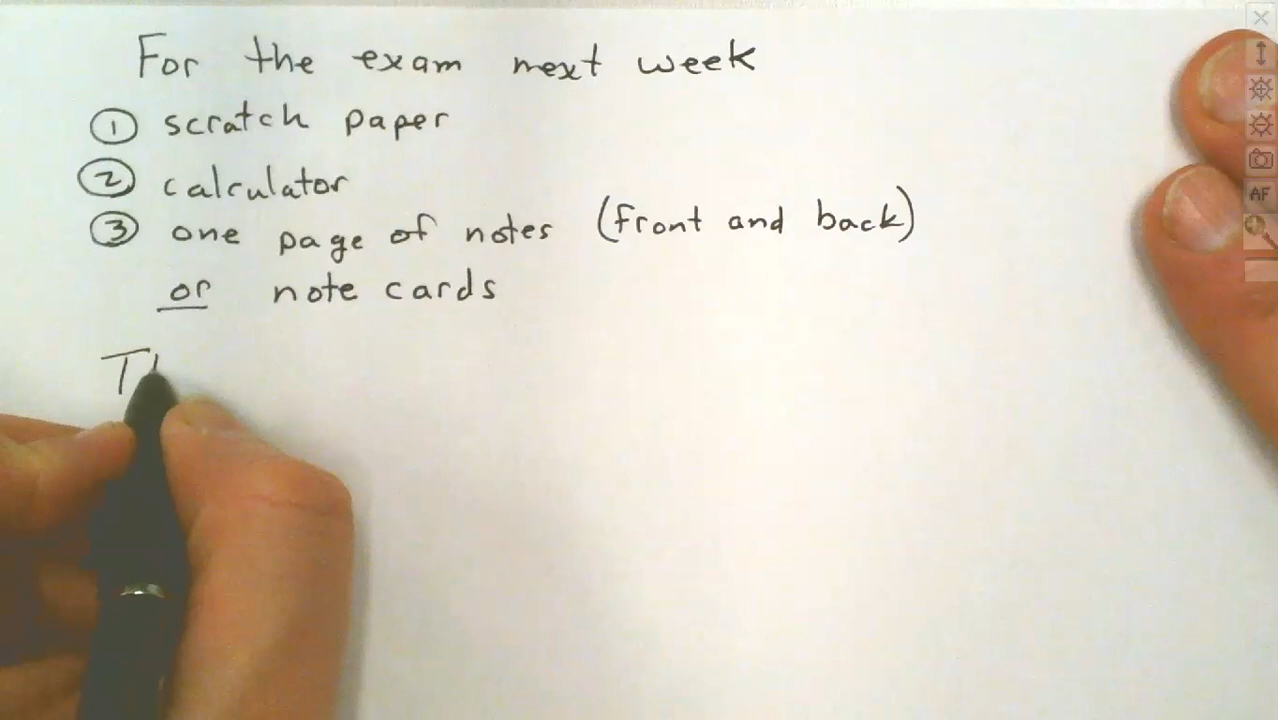 For the exam next week
① scratch paper
② calculator
③ one page of notes (front and back)
or note cards
AF